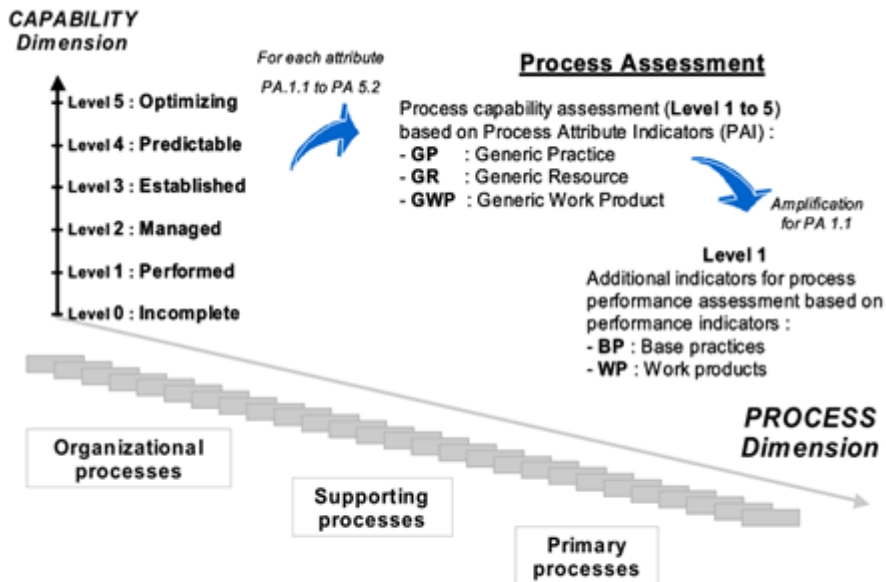 CAPABILITY
Dimension
Level 5 : Optimizing
Level 4 : Predictable
Level 3 : Established
Level 2 : Managed
Level 1 : Performed
Level 0 : Incomplete
For each attribute
PA.1.1 to PA 5.2
Process Assessment
Process capability assessment (Level 1 to 5)
based on Process Attribute Indicators (PAI) :
- GP : Generic Practice
- GR : Generic Resource
- GWP : Generic Work Product
Amplification
for PA 1.1
Level 1
Additional indicators for process
performance assessment based on
performance indicators :
- BP : Base practices
- WP : Work products
PROCESS
Dimension
Organizational
processes
Supporting
processes
Primary
processes